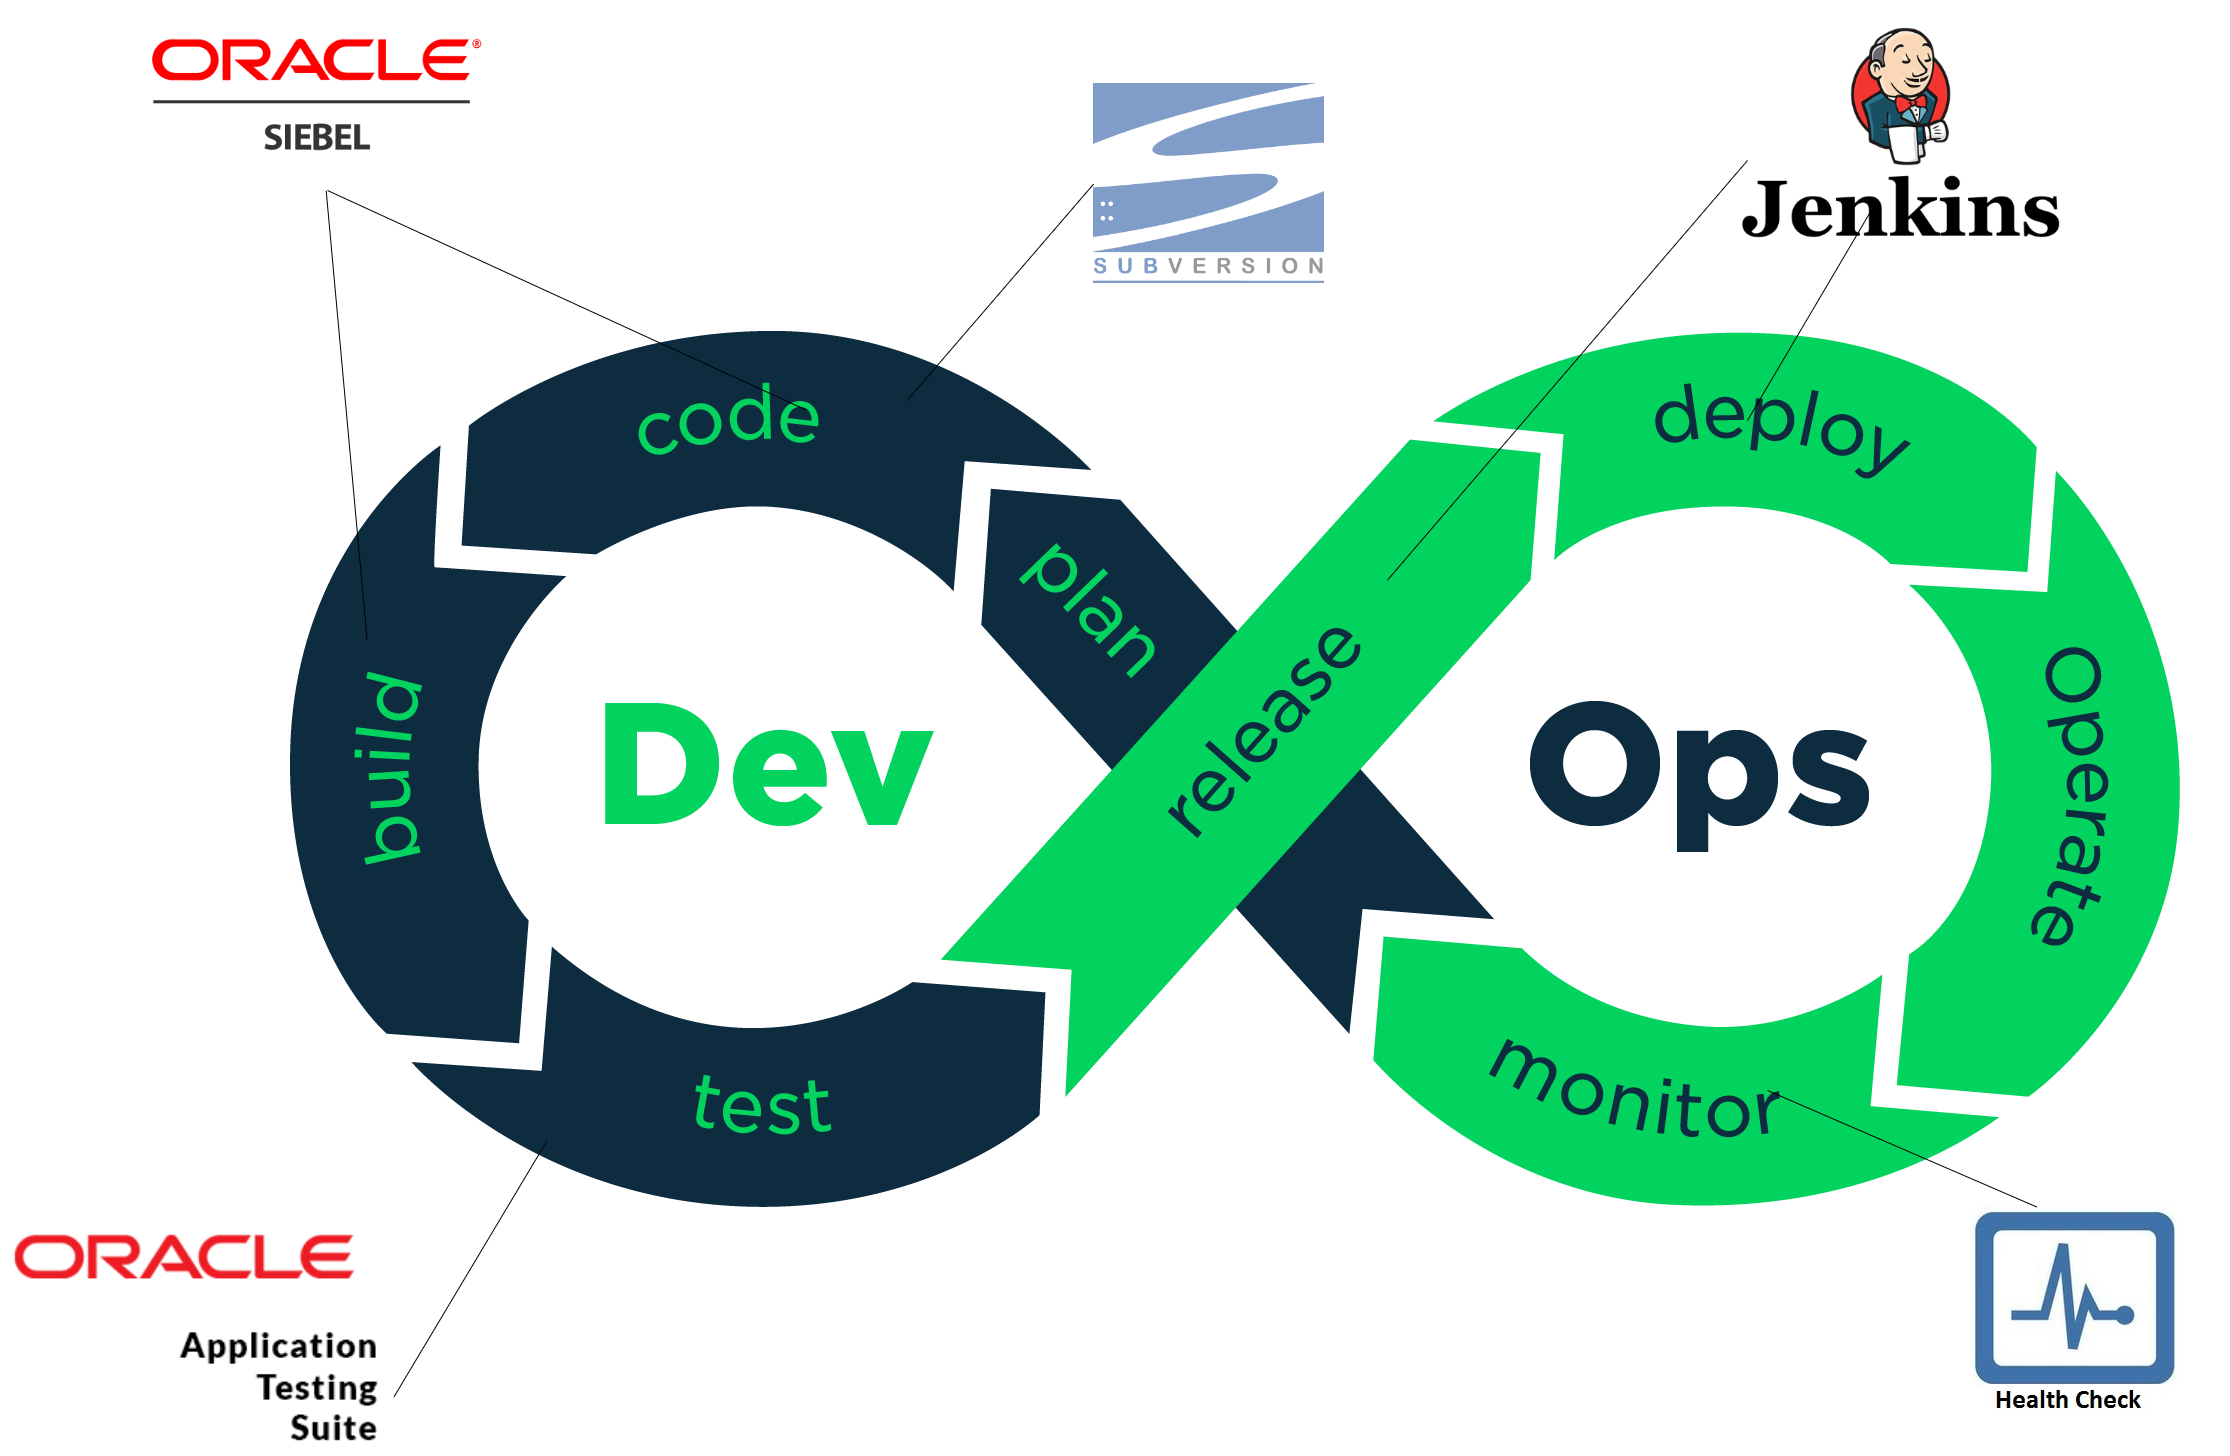 ORACLE®
SIEBEL
SUBVERSION
Jenkins
code
deploy
plan
release
build
Dev
Ops
Operate
test
monitor
ORACLE
Application
Testing
Suite
Health Check